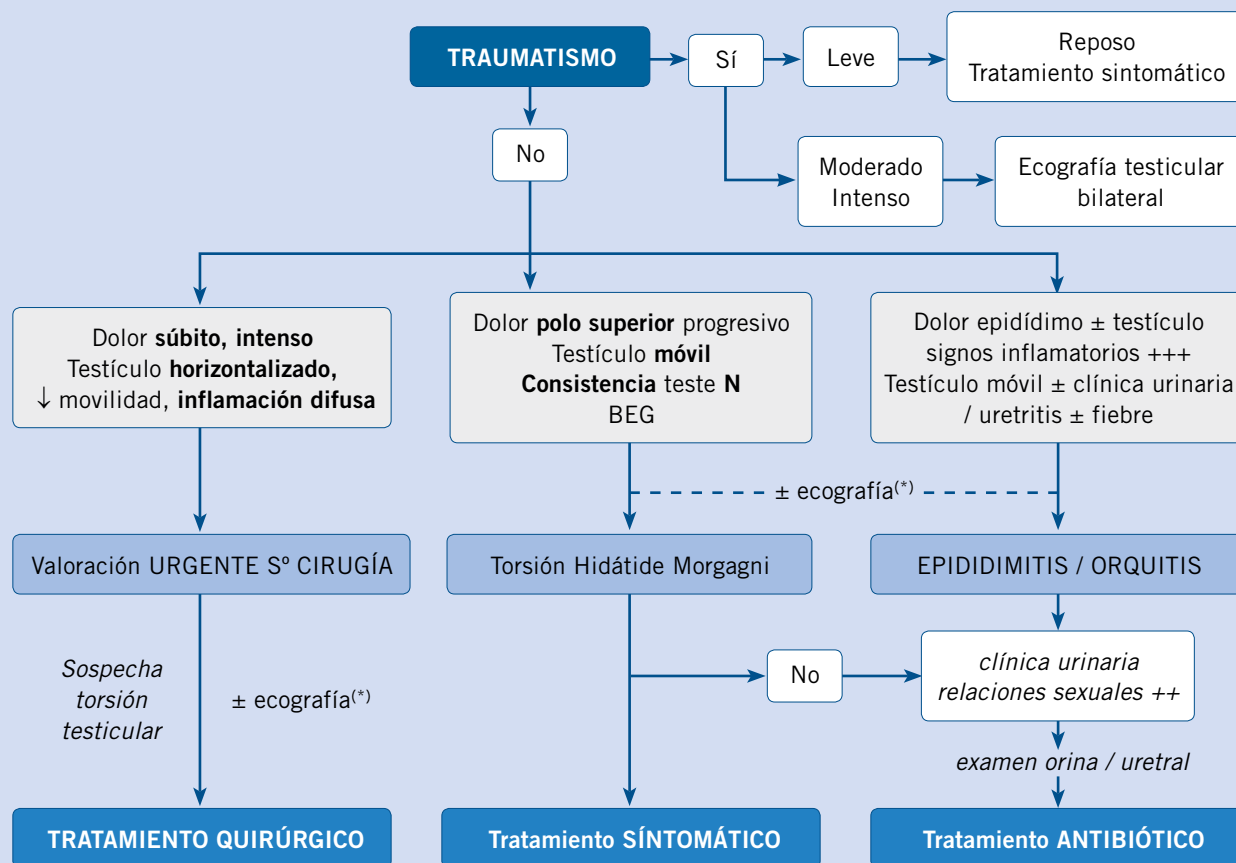 TRAUMATISMO
Sí
Leve
Reposo
Tratamiento sintomático
No
Moderado
Intenso
Ecografía testicular
bilateral
Dolor súbito, intenso
Testículo horizontalizado,
↓ movilidad, inflamación difusa
Dolor polo superior progresivo
Testículo móvil
Consistencia teste N
BEG
Dolor epidídimo ± testículo
signos inflamatorios +++
Testículo móvil ± clínica urinaria
/ uretritis ± fiebre
± ecografía(*)
Valoración URGENTE Sº CIRUGÍA
Torsión Hidátide Morgagni
EPIDIDIMITIS / ORQUITIS
Sospecha
torsión
testicular
± ecografía(*)
No
clínica urinaria
relaciones sexuales ++
examen orina / uretral
TRATAMIENTO QUIRÚRGICO
Tratamiento SÍNTOMÁTICO
Tratamiento ANTIBIÓTICO